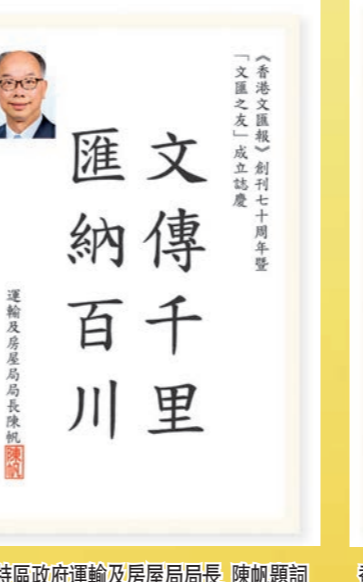 《香港文匯報》創刊七十周年暨
「文匯之友」成立誌慶
文傳千里
匯納百川
運輸及房屋局局長陳帆
陳帆
特區政府運輸及房屋局局長 陳帆題詞